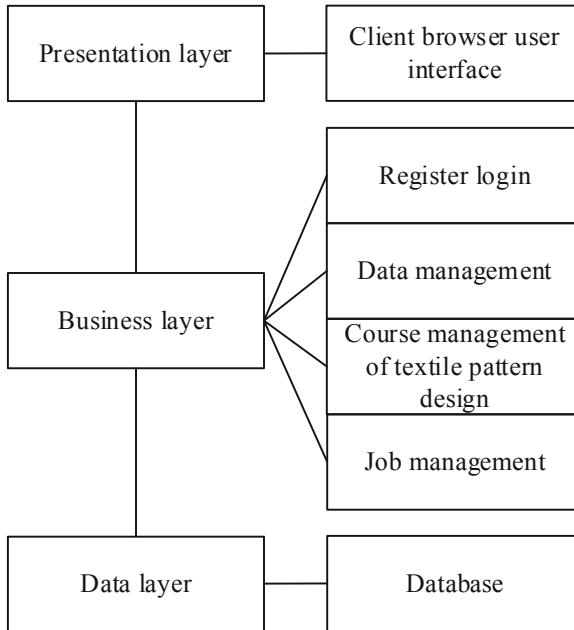 Presentation layer
Client browser user
interface
Register login
Data management
Business layer
Course management
of textile pattern
design
Job management
Data layer
Database